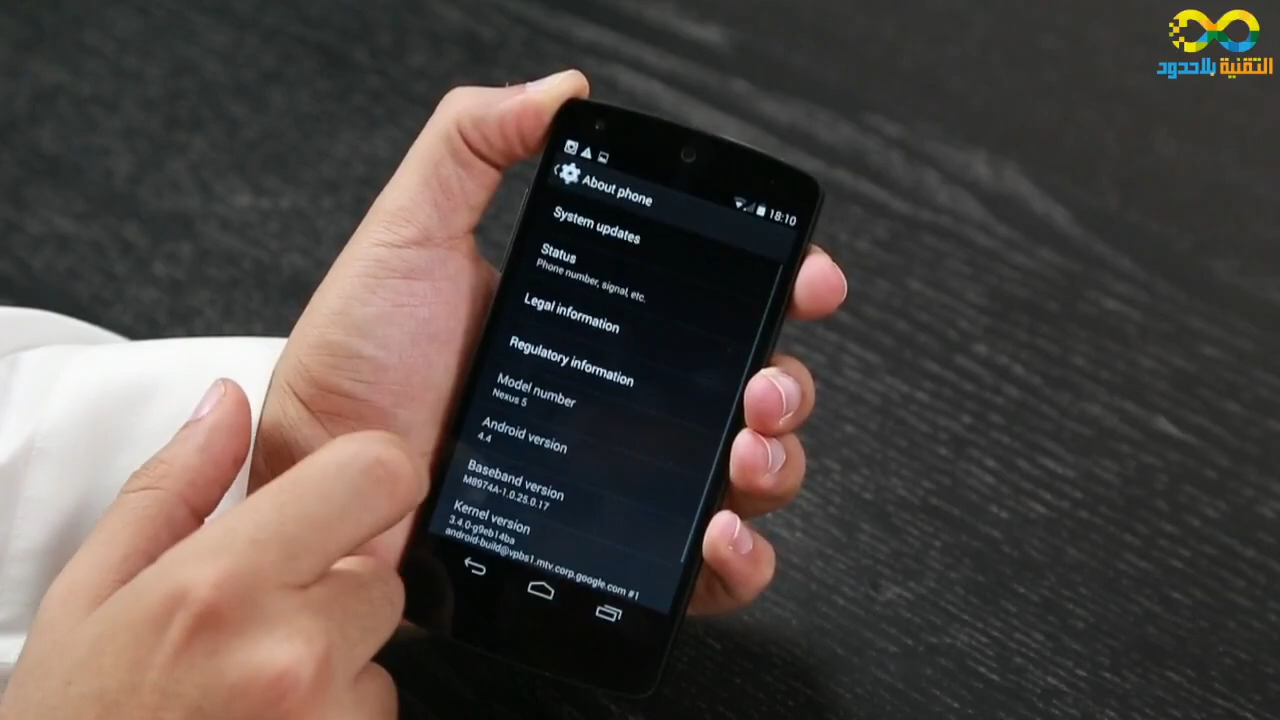 التقنية بلاحدود
About phone
18:10
System updates
Status
Phone number, signal, etc.
Legal information
Regulatory information
Model number
Nexus 5
Android version
4.4
Baseband version
M8974A-1.0.25.0.17
Kernel version
3.4.0-g9eb14ba
android-build@vpbs1.mtv.corp.google.com #1